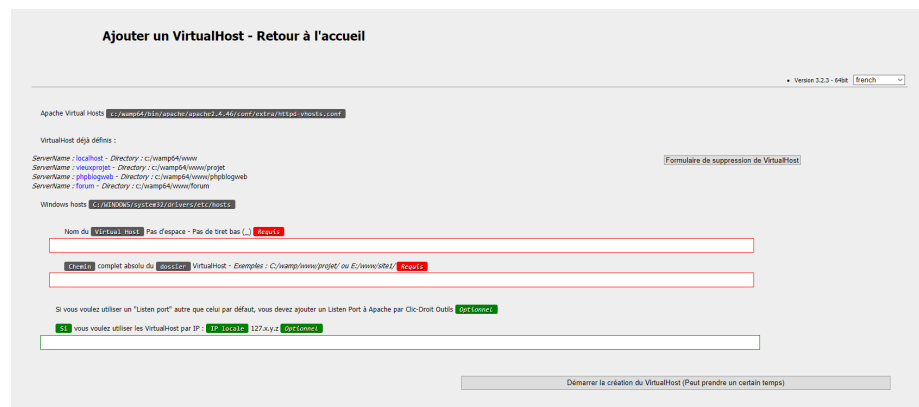 Ajouter un VirtualHost - Retour à l'accueil
• Version 3.2.3 - 64bit french
Apache Virtual Hosts c:/wamp64/bin/apache/apache2.4.46/conf/extra/httpd-vhosts.conf
VirtualHost déjà définis :
ServerName : localhost - Directory : c:/wamp64/www
ServerName : vieuxprojet - Directory : c:/wamp64/www/projet
ServerName : phpblogweb - Directory : c:/wamp64/www/phpblogweb
ServerName : forum - Directory : c:/wamp64/www/forum
Formulaire de suppression de VirtualHost
Windows hosts C:/WINDOWS/system32/drivers/etc/hosts
Nom du Virtual Host Pas d'espace - Pas de tiret bas (_) Requis
Chemin complet absolu du dossier VirtualHost - Exemples : C:/wamp/www/projet/ ou E:/www/site1/ Requis
Si vous voulez utiliser un "Listen port" autre que celui par défaut, vous devez ajouter un Listen Port à Apache par Clic-Droit Outils Optionnel
Si vous voulez utiliser les VirtualHost par IP : IP locale 127.x.y.z Optionnel
Démarrer la création du VirtualHost (Peut prendre un certain temps)